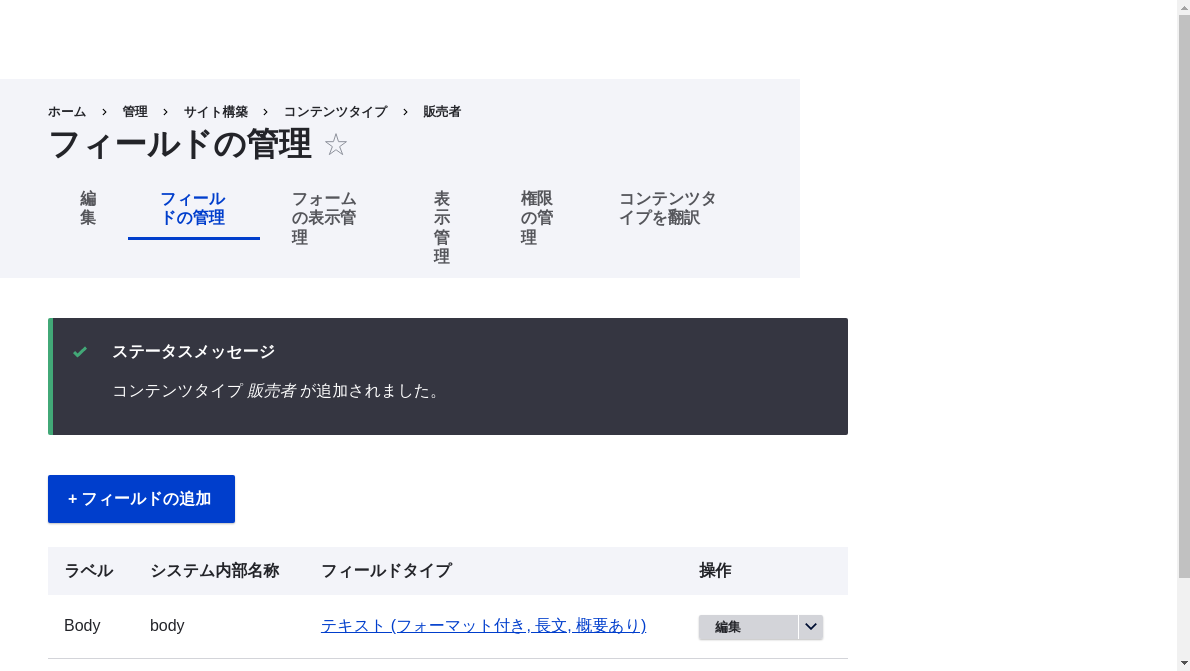 ホーム › 管理 › サイト構築 › コンテンツタイプ › 販売者
フィールドの管理 ☆
編
集
フィール
ドの管理
フォーム
の表示管
理
表
示
管
理
権限
の管
理
コンテンツタ
イプを翻訳
ステータスメッセージ
コンテンツタイプ 販売者 が追加されました。
+ フィールドの追加
ラベル システム内部名称 フィールドタイプ 操作
Body body テキスト (フォーマット付き, 長文, 概要あり) 編集